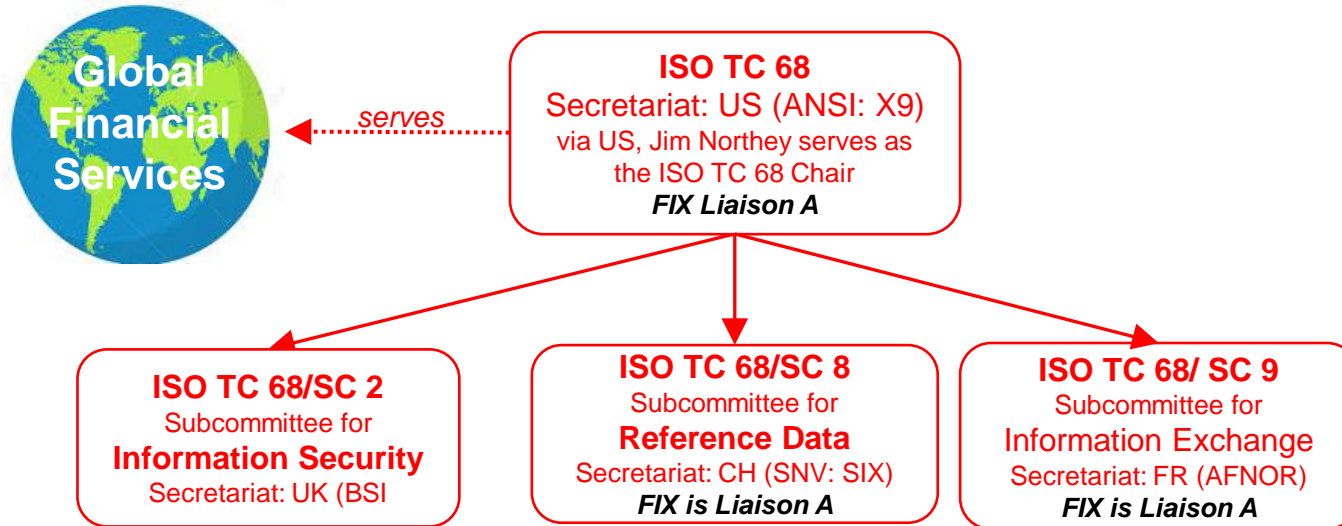 Global
Financial
Services
serves
ISO TC 68
Secretariat: US (ANSI: X9)
via US, Jim Northey serves as
the ISO TC 68 Chair
FIX Liaison A
ISO TC 68/SC 2
Subcommittee for
Information Security
Secretariat: UK (BSI
ISO TC 68/SC 8
Subcommittee for
Reference Data
Secretariat: CH (SNV: SIX)
FIX is Liaison A
ISO TC 68/ SC 9
Subcommittee for
Information Exchange
Secretariat: FR (AFNOR)
FIX is Liaison A